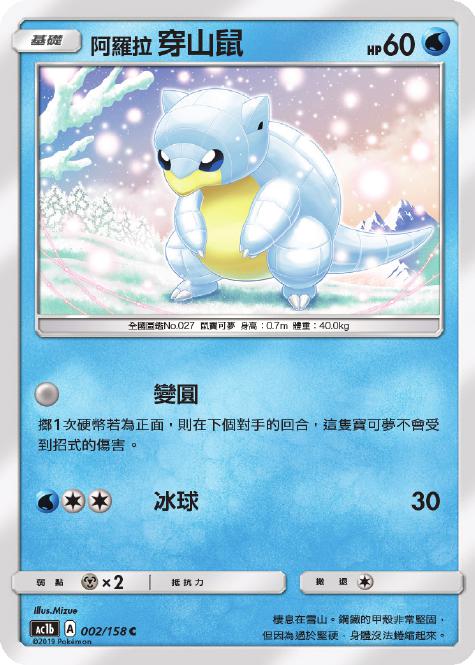 基礎
阿羅拉 穿山鼠
HP60
全國圖鑑No.027 鼠寶可夢 身高：0.7m 體重：40.0kg
變圓
擲1次硬幣若為正面，則在下個對手的回合，這隻寶可夢不會受
到招式的傷害。
冰球 30
弱點 ×2 抵抗力 撤退
Illus.Mizue
AC1b A 002/158 C
©2019 Pokémon
棲息在雪山。鋼鐵的甲殼非常堅固，
但因為過於堅硬，身體沒法蜷縮起來。